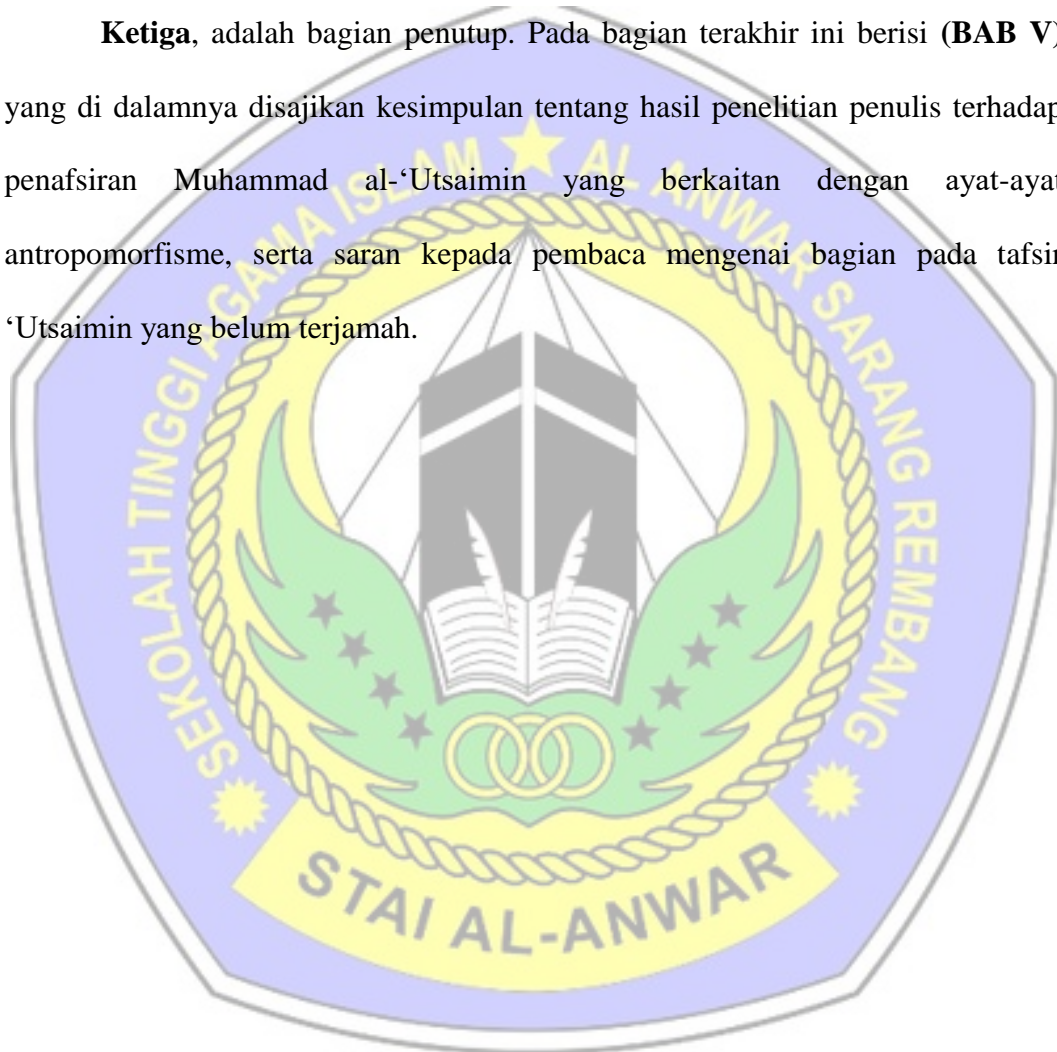 Ketiga, adalah bagian penutup. Pada bagian terakhir ini berisi (BAB V)
yang di dalamnya disajikan kesimpulan tentang hasil penelitian penulis terhadap
penafsiran Muhammad al-‘Utsaimin yang berkaitan dengan ayat-ayat
antropomorfisme, serta saran kepada pembaca mengenai bagian pada tafsir
‘Utsaimin yang belum terjamah.
SEKOLAH TINGGI AGAMA ISLAM AL ANWAR SARANG REMBANG
STAI AL-ANWAR